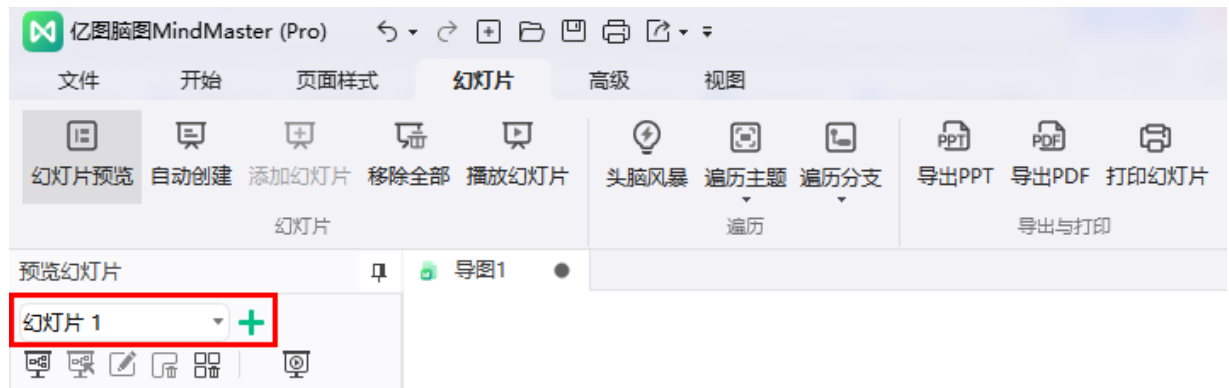 亿图脑图MindMaster (Pro)
文件 开始 页面样式 幻灯片 高级 视图
幻灯片预览 自动创建 添加幻灯片 移除全部 播放幻灯片 头脑风暴 遍历主题 遍历分支 PPT 导出PPT PDF 导出PDF 打印幻灯片
幻灯片 遍历 导出与打印
预览幻灯片 导图1
幻灯片 1